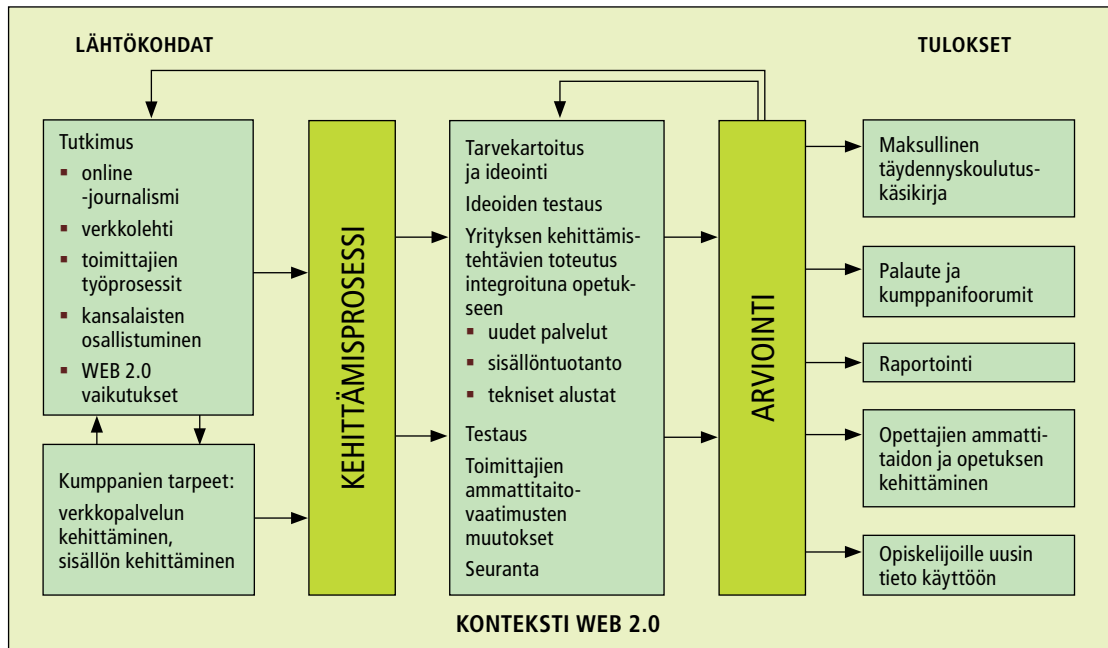 LÄHTÖKOHDAT
TULOKSET
Tutkimus
▪ online
-journalismi
▪ verkkolehti
▪ toimittajien
työprosessit
▪ kansalaisten
osallistuminen
▪ WEB 2.0
vaikutukset
Kumppanien tarpeet:
verkkopalvelun
kehittäminen,
sisällön kehittäminen
KEHITTÄMISPROSESSI
Tarvekartoitus
ja ideointi
Ideoiden testaus
Yrityksen kehittämis-
tehtävien toteutus
integroituna opetuk-
seen
▪ uudet palvelut
▪ sisällöntuotanto
▪ tekniset alustat
Testaus
Toimittajien
ammattitaito-
vaatimusten
muutokset
Seuranta
ARVIOINTI
Maksullinen
täydennyskoulutus-
käsikirja
Palaute ja
kumppanifoorumit
Raportointi
Opettajien ammatti-
taidon ja opetuksen
kehittäminen
Opiskelijoille uusin
tieto käyttöön
KONTEKSTI WEB 2.0